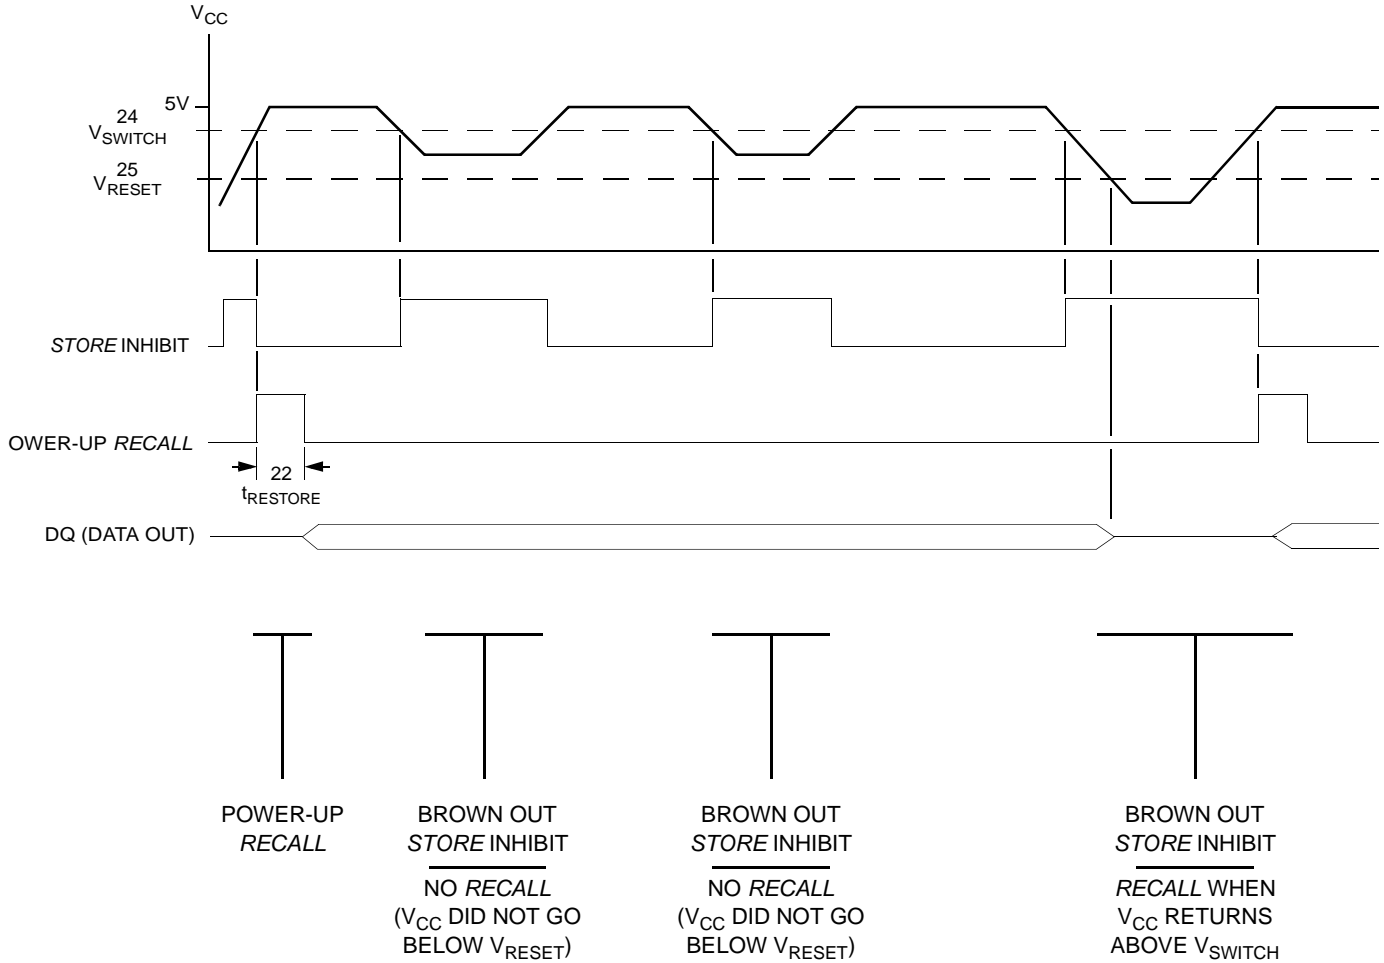 VCC
5V
24
VSWITCH
25
VRESET
STORE INHIBIT
OWER-UP RECALL
22
tRESTORE
DQ (DATA OUT)
POWER-UP
RECALL
BROWN OUT
STORE INHIBIT
NO RECALL
(VCC DID NOT GO
BELOW VRESET)
BROWN OUT
STORE INHIBIT
NO RECALL
(VCC DID NOT GO
BELOW VRESET)
BROWN OUT
STORE INHIBIT
RECALL WHEN
VCC RETURNS
ABOVE VSWITCH